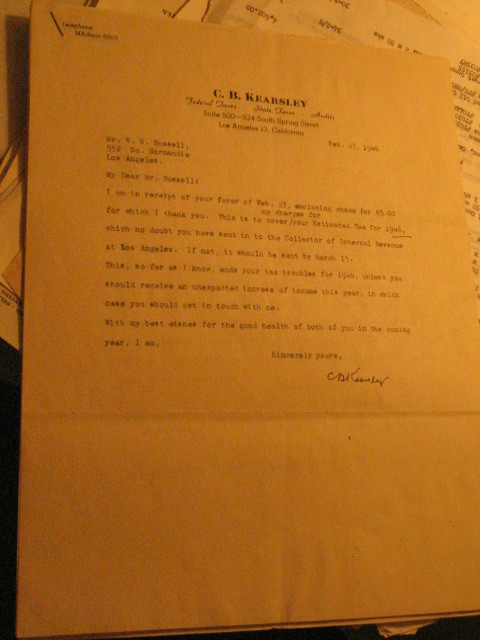 Telephone
C. B. KEARSLEY
Federal Taxes - State Taxes - Audits
Suite 800—524 South Spring Street
Los Angeles 13, California
Feb. 27, 1946
Mr. W. S. Russell,
552 No. Normandie
Los Angeles.
My Dear Mr. Russell:
I am in receipt of your favor of Feb. 27, enclosing check for $5.00
my charges for
for which I thank you. This is to cover/your Estimated Tax for 1946,
which no doubt you have sent in to the Collector of Internal Revenue
at Los Angeles. If not, it should be sent by March 15.
This, so far as I know, ends your tax troubles for 1946, unless you
should receive an unexpected increase of income this year, in which
case you should get in touch with me.
With my best wishes for the good health of both of you in the coming
year, I am,
Sincerely yours,
C B Kearsley